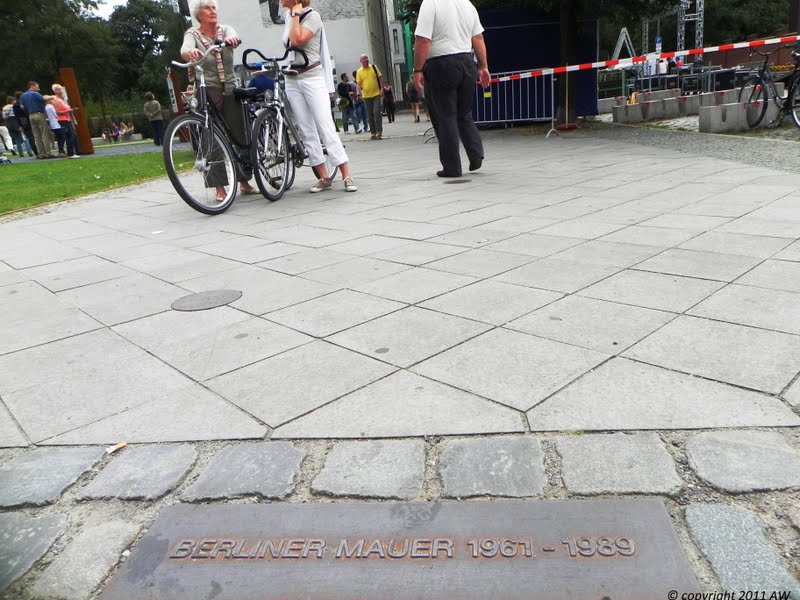 BERLINER MAUER 1961 - 1989
© copyright 2011 AW